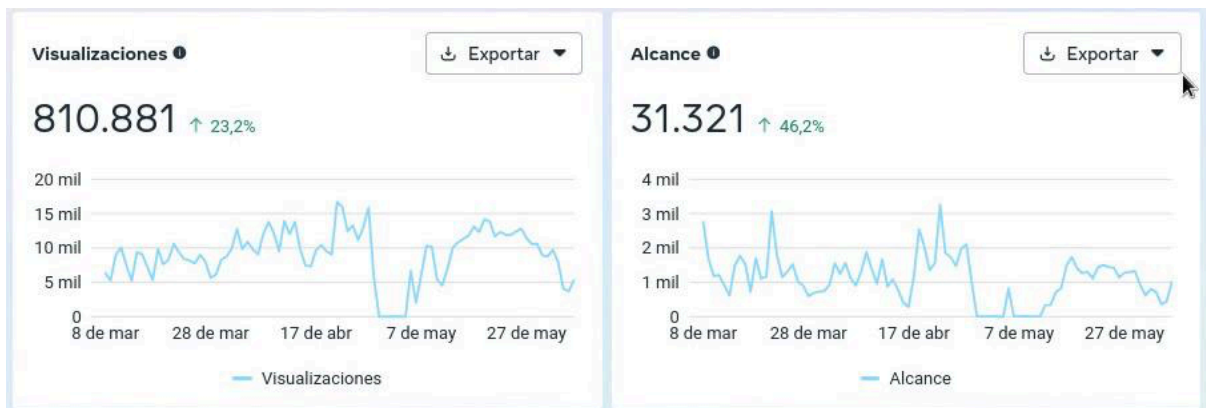 Visualizaciones
Exportar
810.881 ↑ 23,2%
20 mil
15 mil
10 mil
5 mil
0
8 de mar 28 de mar 17 de abr 7 de may 27 de may
Visualizaciones
Alcance
Exportar
31.321 ↑ 46,2%
4 mil
3 mil
2 mil
1 mil
0
8 de mar 28 de mar 17 de abr 7 de may 27 de may
Alcance